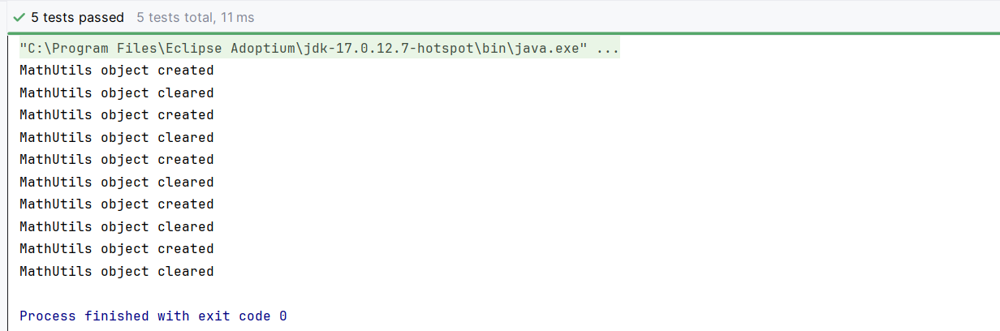 5 tests passed 5 tests total, 11 ms
"C:\Program Files\Eclipse Adoptium\jdk-17.0.12.7-hotspot\bin\java.exe" ...
MathUtils object created
MathUtils object cleared
MathUtils object created
MathUtils object cleared
MathUtils object created
MathUtils object cleared
MathUtils object created
MathUtils object cleared
MathUtils object created
MathUtils object cleared
Process finished with exit code 0